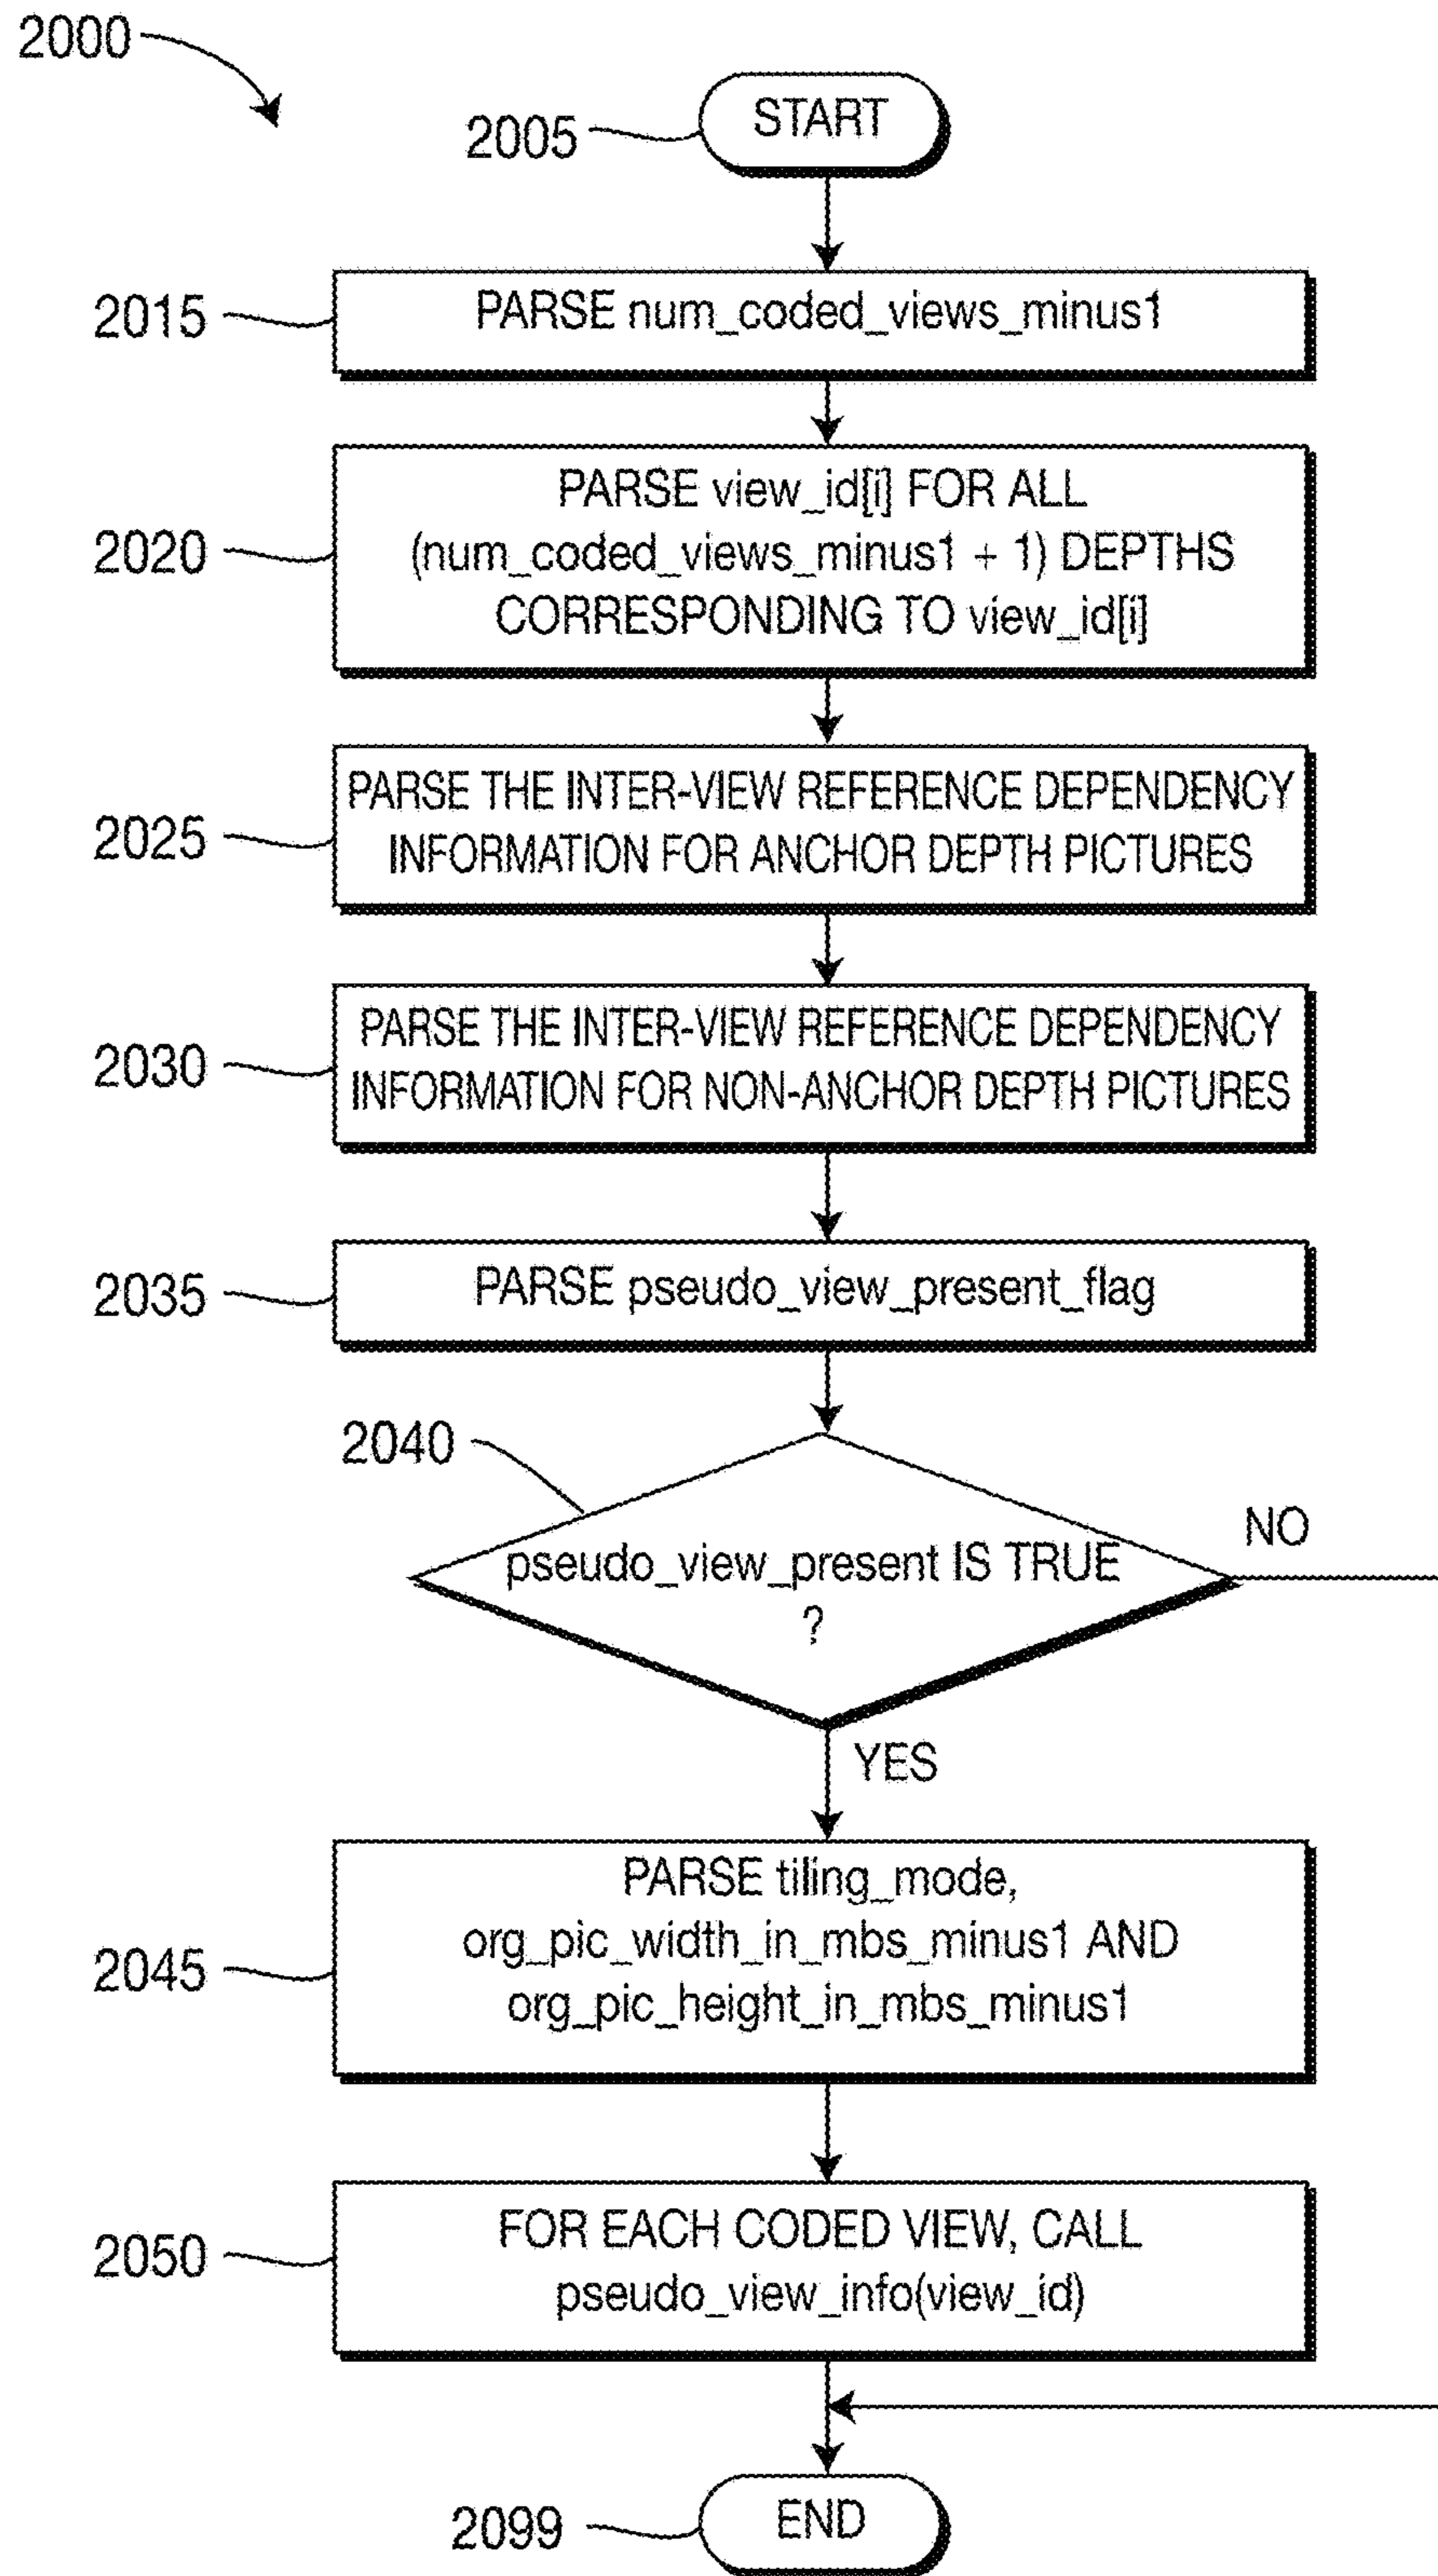 2000
2005
START
2015
PARSE num_coded_views_minus1
2020
PARSE view_id[i] FOR ALL
(num_coded_views_minus1 + 1) DEPTHS
CORRESPONDING TO view_id[i]
2025
PARSE THE INTER-VIEW REFERENCE DEPENDENCY
INFORMATION FOR ANCHOR DEPTH PICTURES
2030
PARSE THE INTER-VIEW REFERENCE DEPENDENCY
INFORMATION FOR NON-ANCHOR DEPTH PICTURES
2035
PARSE pseudo_view_present_flag
2040
pseudo_view_present IS TRUE
?
NO
YES
2045
PARSE tiling_mode,
org_pic_width_in_mbs_minus1 AND
org_pic_height_in_mbs_minus1
2050
FOR EACH CODED VIEW, CALL
pseudo_view_info(view_id)
2099
END